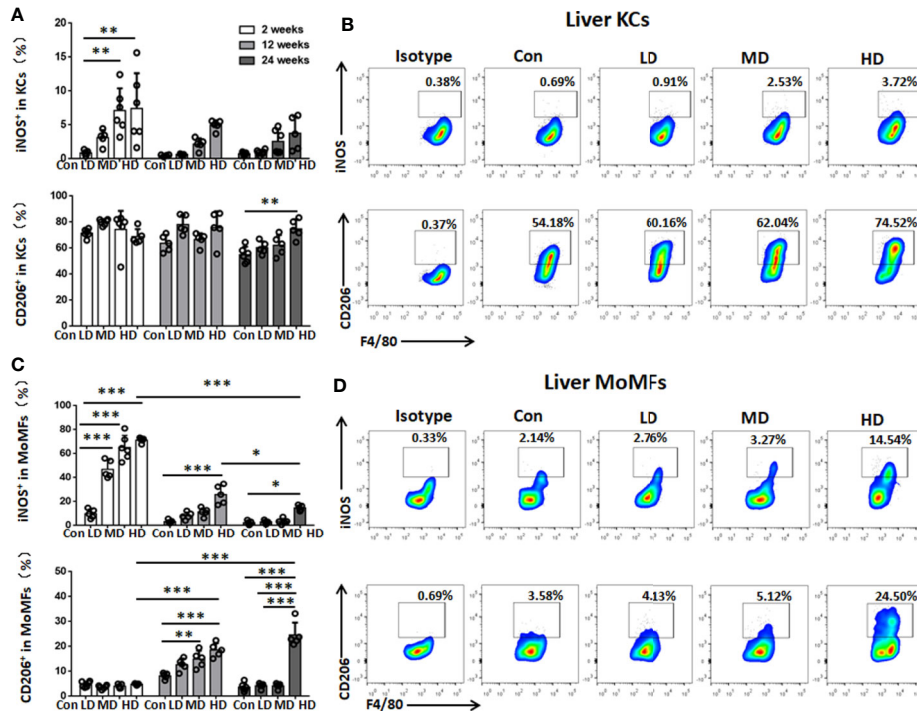 A
iNOS⁺ in KCs (%)
20
15
10
5
0
**
**
2 weeks
12 weeks
24 weeks
Con LD MD HD Con LD MD HD Con LD MD HD
CD206⁺ in KCs (%)
100
80
60
40
20
0
**
Con LD MD HD Con LD MD HD Con LD MD HD
B
Liver KCs
Isotype Con LD MD HD
0.38% 0.69% 0.91% 2.53% 3.72%
iNOS
0.37% 54.18% 60.16% 62.04% 74.52%
CD206
F4/80
C
iNOS⁺ in MoMFs (%)
100
80
60
40
20
0
*** ***
***
***
*** *
*
Con LD MD HD Con LD MD HD Con LD MD HD
CD206⁺ in MoMFs (%)
50
40
30
20
10
0
***
*** ***
*** ***
** ***
Con LD MD HD Con LD MD HD Con LD MD HD
D
Liver MoMFs
Isotype Con LD MD HD
0.33% 2.14% 2.76% 3.27% 14.54%
iNOS
0.69% 3.58% 4.13% 5.12% 24.50%
CD206
F4/80